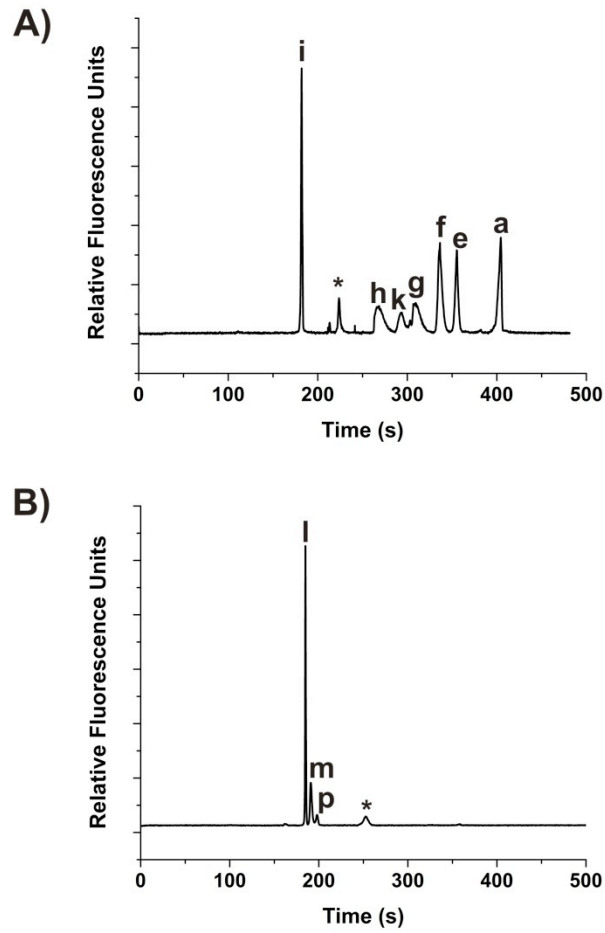 A)
Relative Fluorescence Units
i
*
h
k
g
f
e
a
0 100 200 300 400 500
Time (s)
B)
Relative Fluorescence Units
l
m
p
*
0 100 200 300 400 500
Time (s)